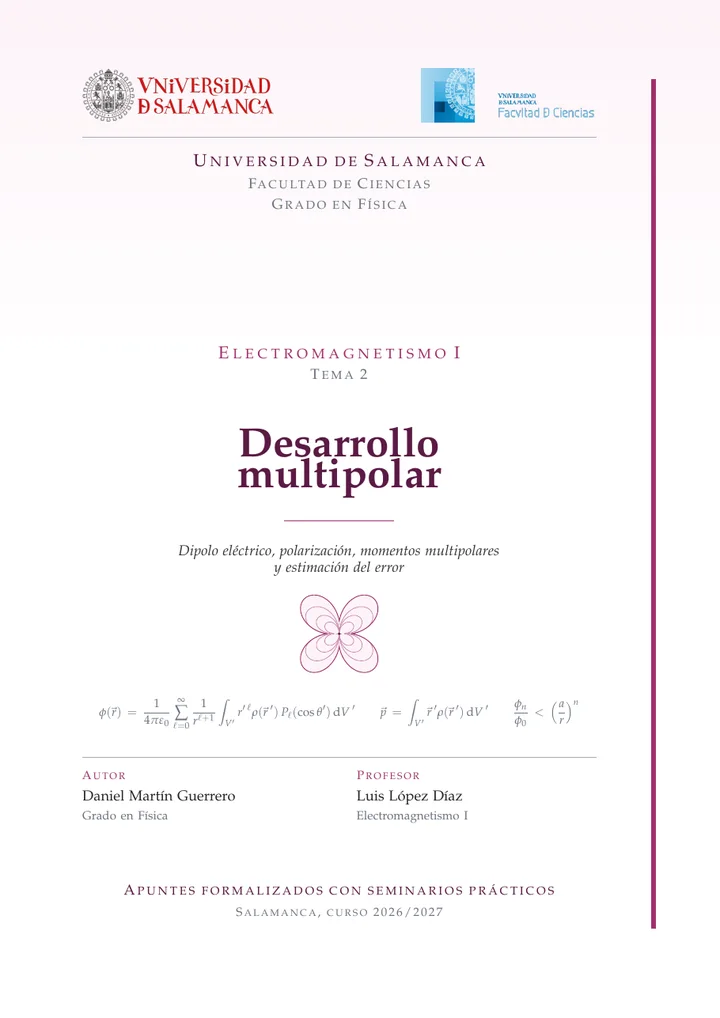 VNiVERSiDAD
Ð SALAMANCA
VNiVERSiDAD
Ð SALAMANCA
Facvltad Ð Ciencias
UNIVERSIDAD DE SALAMANCA
FACULTAD DE CIENCIAS
GRADO EN FÍSICA
ELECTROMAGNETISMO I
TEMA 2
Desarrollo
multipolar
Dipolo eléctrico, polarización, momentos multipolares
y estimación del error
ϕ(r⃗) = 1/(4πε₀) ∑_{ℓ=0}^{∞} 1/r^{ℓ+1} ∫_{V′} r′^ℓ ρ(r⃗′) P_ℓ(cos θ′) dV′   p⃗ = ∫_{V′} r⃗′ρ(r⃗′) dV′   ϕₙ/ϕ₀ < (a/r)ⁿ
AUTOR PROFESOR
Daniel Martín Guerrero Luis López Díaz
Grado en Física Electromagnetismo I
APUNTES FORMALIZADOS CON SEMINARIOS PRÁCTICOS
SALAMANCA, CURSO 2026/2027